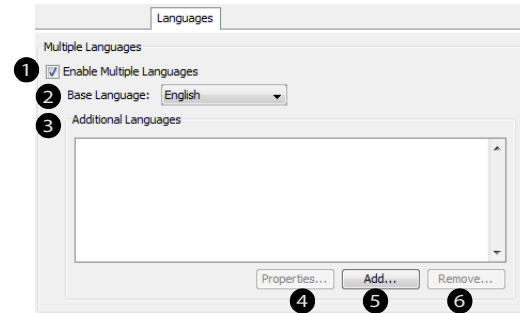 Languages
Multiple Languages
1 Enable Multiple Languages
2 Base Language: English
3 Additional Languages
Properties... Add... Remove...
4 5 6